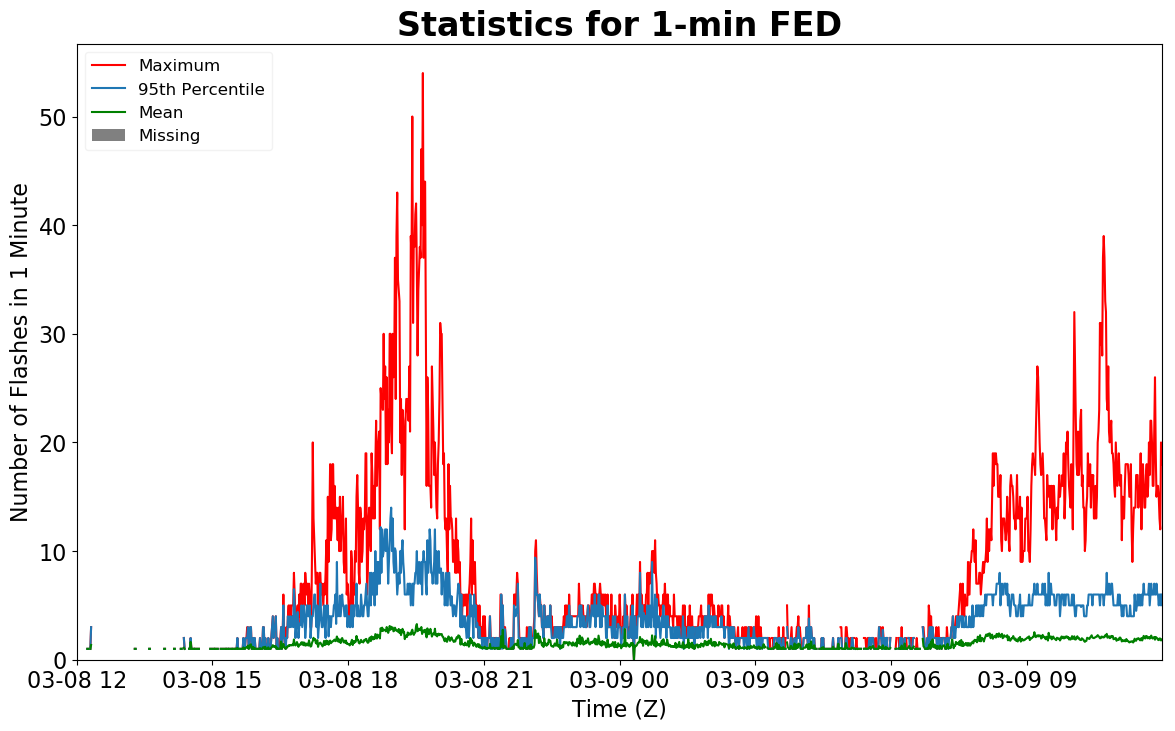 Statistics for 1-min FED
Maximum
95th Percentile
Mean
Missing
Number of Flashes in 1 Minute
50
40
30
20
10
0
03-08 12 03-08 15 03-08 18 03-08 21 03-09 00 03-09 03 03-09 06 03-09 09
Time (Z)